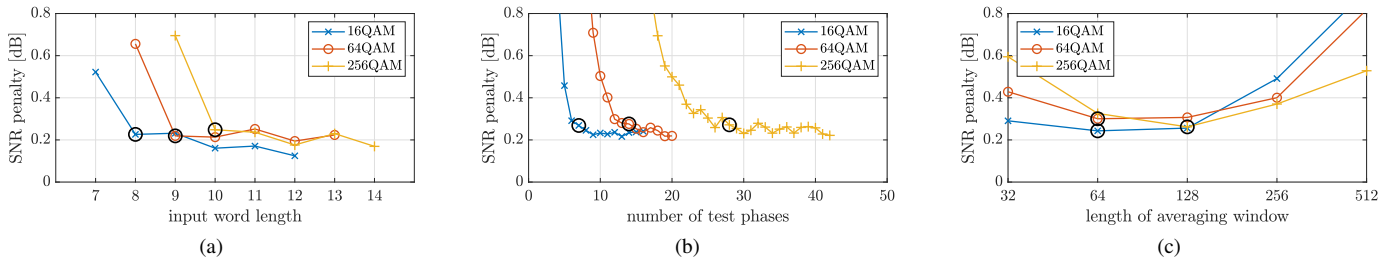 0.8
0.6
0.4
0.2
0
SNR penalty [dB]
7 8 9 10 11 12 13 14
input word length
16QAM
64QAM
256QAM
(a)
0.8
0.6
0.4
0.2
0
SNR penalty [dB]
0 10 20 30 40 50
number of test phases
16QAM
64QAM
256QAM
(b)
0.8
0.6
0.4
0.2
0
SNR penalty [dB]
32 64 128 256 512
length of averaging window
16QAM
64QAM
256QAM
(c)